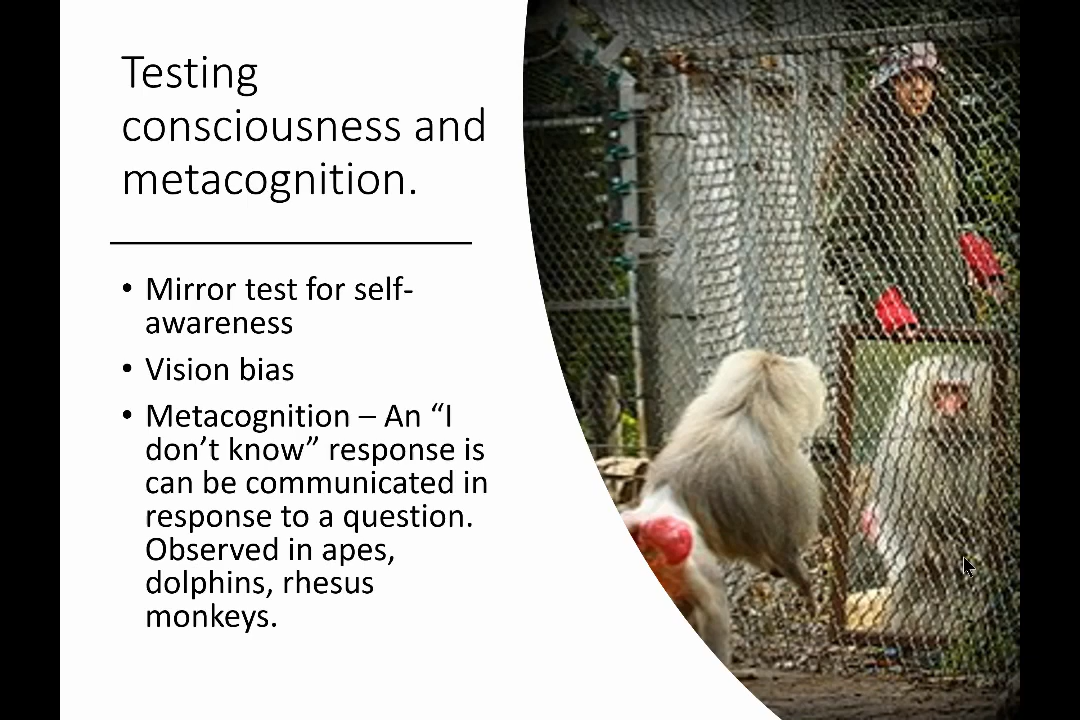 Testing
consciousness and
metacognition.
• Mirror test for self-
awareness
• Vision bias
• Metacognition – An “I
don’t know” response is
can be communicated in
response to a question.
Observed in apes,
dolphins, rhesus
monkeys.